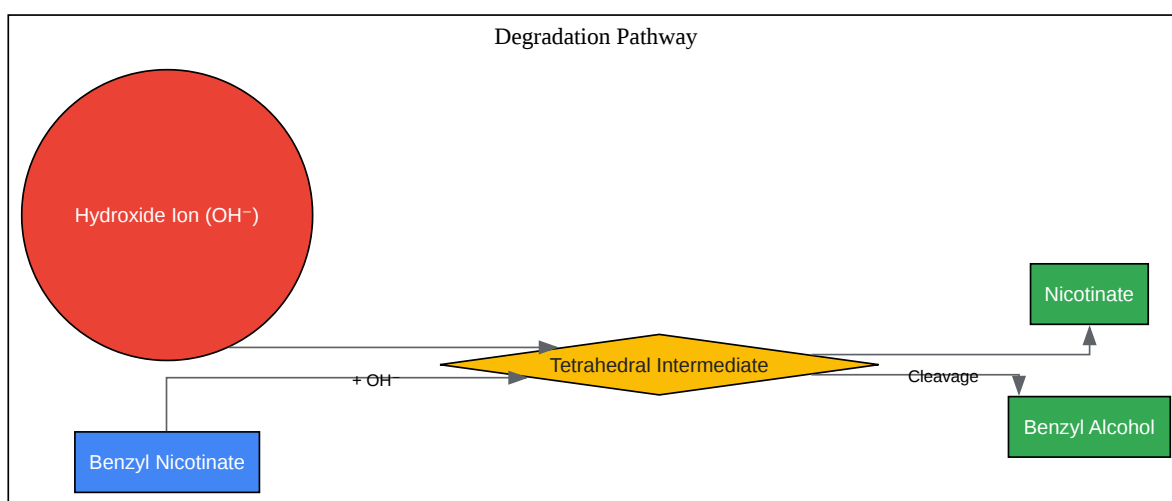 Degradation Pathway
Hydroxide Ion (OH⁻)
Nicotinate
Tetrahedral Intermediate
+ OH⁻
Cleavage
Benzyl Alcohol
Benzyl Nicotinate